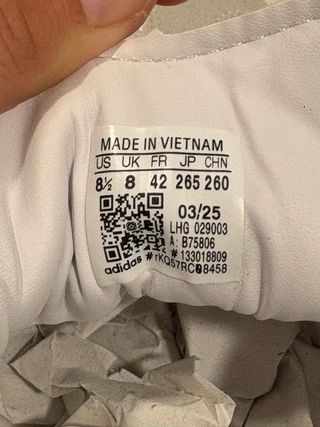 MADE IN VIETNAM
US UK FR JP CHN
8½ 8 42 265 260
03/25
LHG 029003
A: B75806
# 133018809
adidas #rKQ57RC08458